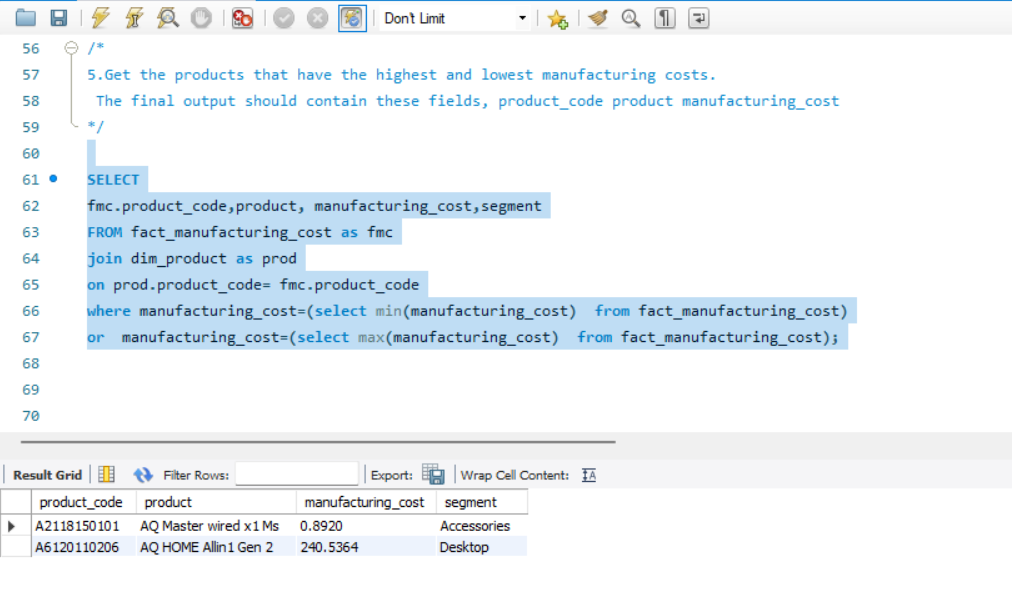 Don't Limit
56 /*
57 5.Get the products that have the highest and lowest manufacturing costs.
58 The final output should contain these fields, product_code product manufacturing_cost
59 */
60
61 SELECT
62 fmc.product_code,product, manufacturing_cost,segment
63 FROM fact_manufacturing_cost as fmc
64 join dim_product as prod
65 on prod.product_code= fmc.product_code
66 where manufacturing_cost=(select min(manufacturing_cost)  from fact_manufacturing_cost)
67 or  manufacturing_cost=(select max(manufacturing_cost)  from fact_manufacturing_cost);
68
69
70
Result Grid Filter Rows: Export: Wrap Cell Content:
product_code product manufacturing_cost segment
A2118150101 AQ Master wired x1 Ms 0.8920 Accessories
A6120110206 AQ HOME Allin1 Gen 2 240.5364 Desktop